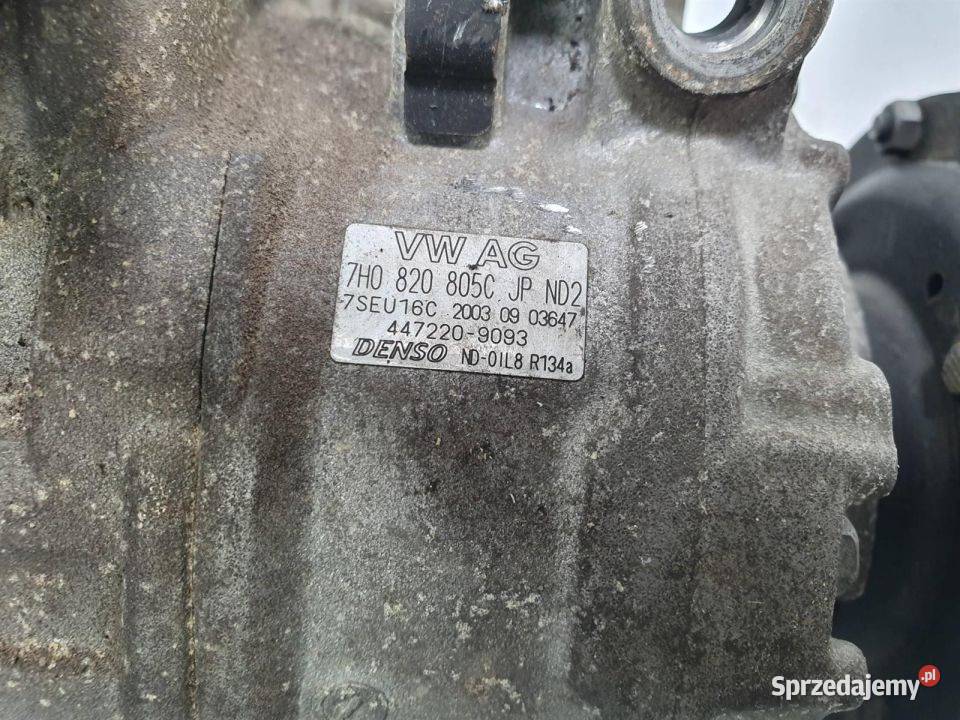 VW AG
7H0 820 805C JP ND2
7SEU16C 2003 09 03647
447220-9093
DENSO ND-OIL8 R134a
Sprzedajemy.pl